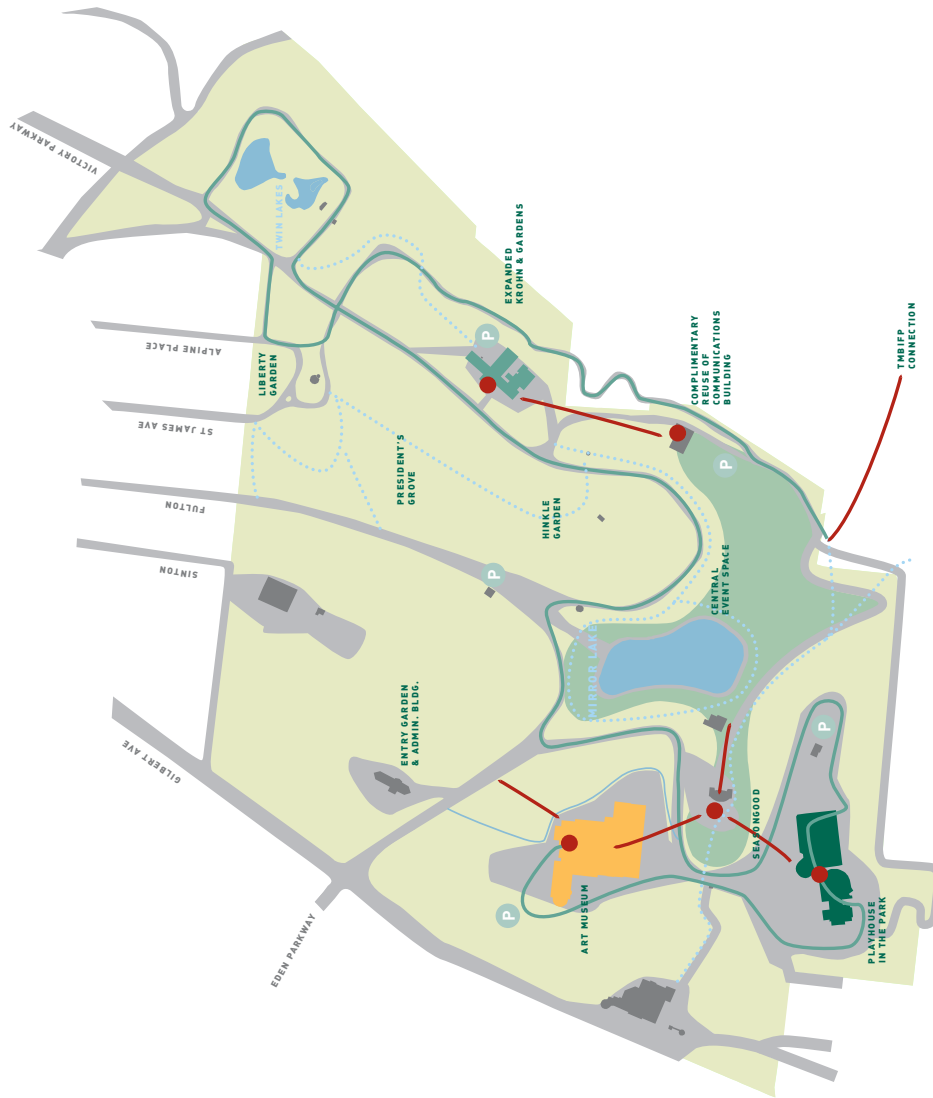 VICTORY PARKWAY
TWIN LAKES
EXPANDED
KROHN & GARDENS
P
ALPINE PLACE
LIBERTY
GARDEN
COMPLIMENTARY
REUSE OF
COMMUNICATIONS
BUILDING
TMBIFP
CONNECTION
ST JAMES AVE
PRESIDENT'S
GROVE
P
FULTON
HINKLE
GARDEN
SINTON
P
CENTRAL
EVENT SPACE
MIRROR LAKE
ENTRY GARDEN
& ADMIN. BLDG.
GILBERT AVE
P
SEASONGOOD
P
ART MUSEUM
PLAYHOUSE
IN THE PARK
EDEN PARKWAY